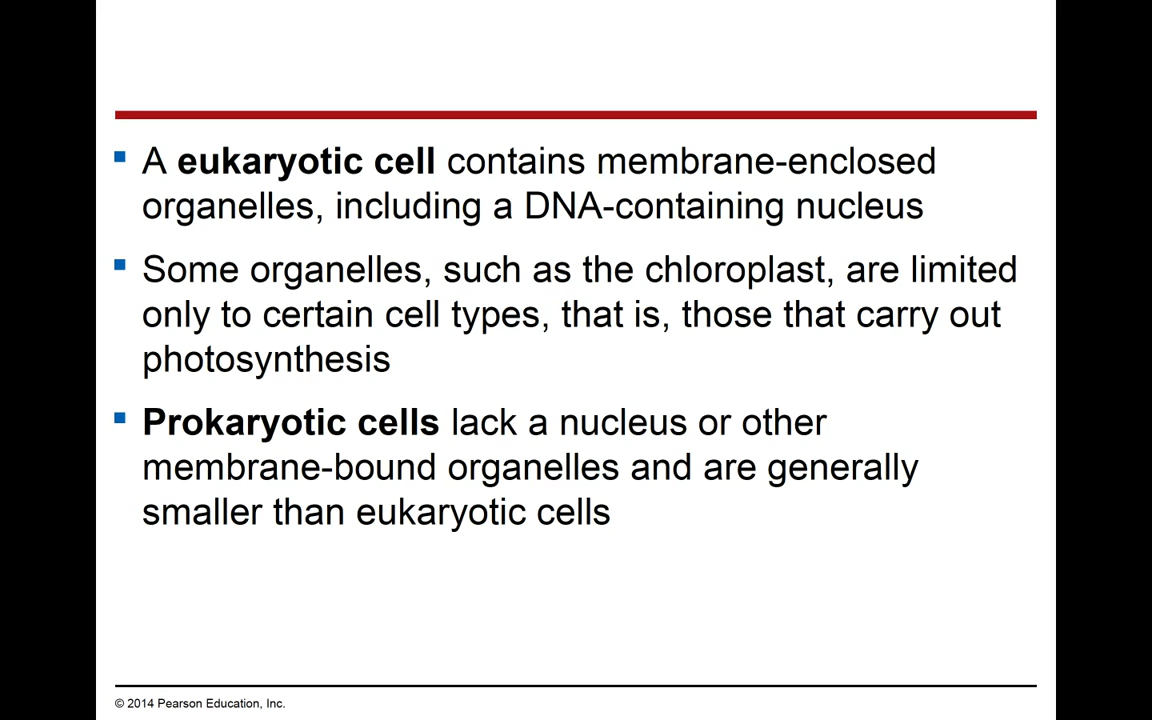 A eukaryotic cell contains membrane-enclosed
organelles, including a DNA-containing nucleus
Some organelles, such as the chloroplast, are limited
only to certain cell types, that is, those that carry out
photosynthesis
Prokaryotic cells lack a nucleus or other
membrane-bound organelles and are generally
smaller than eukaryotic cells
© 2014 Pearson Education, Inc.